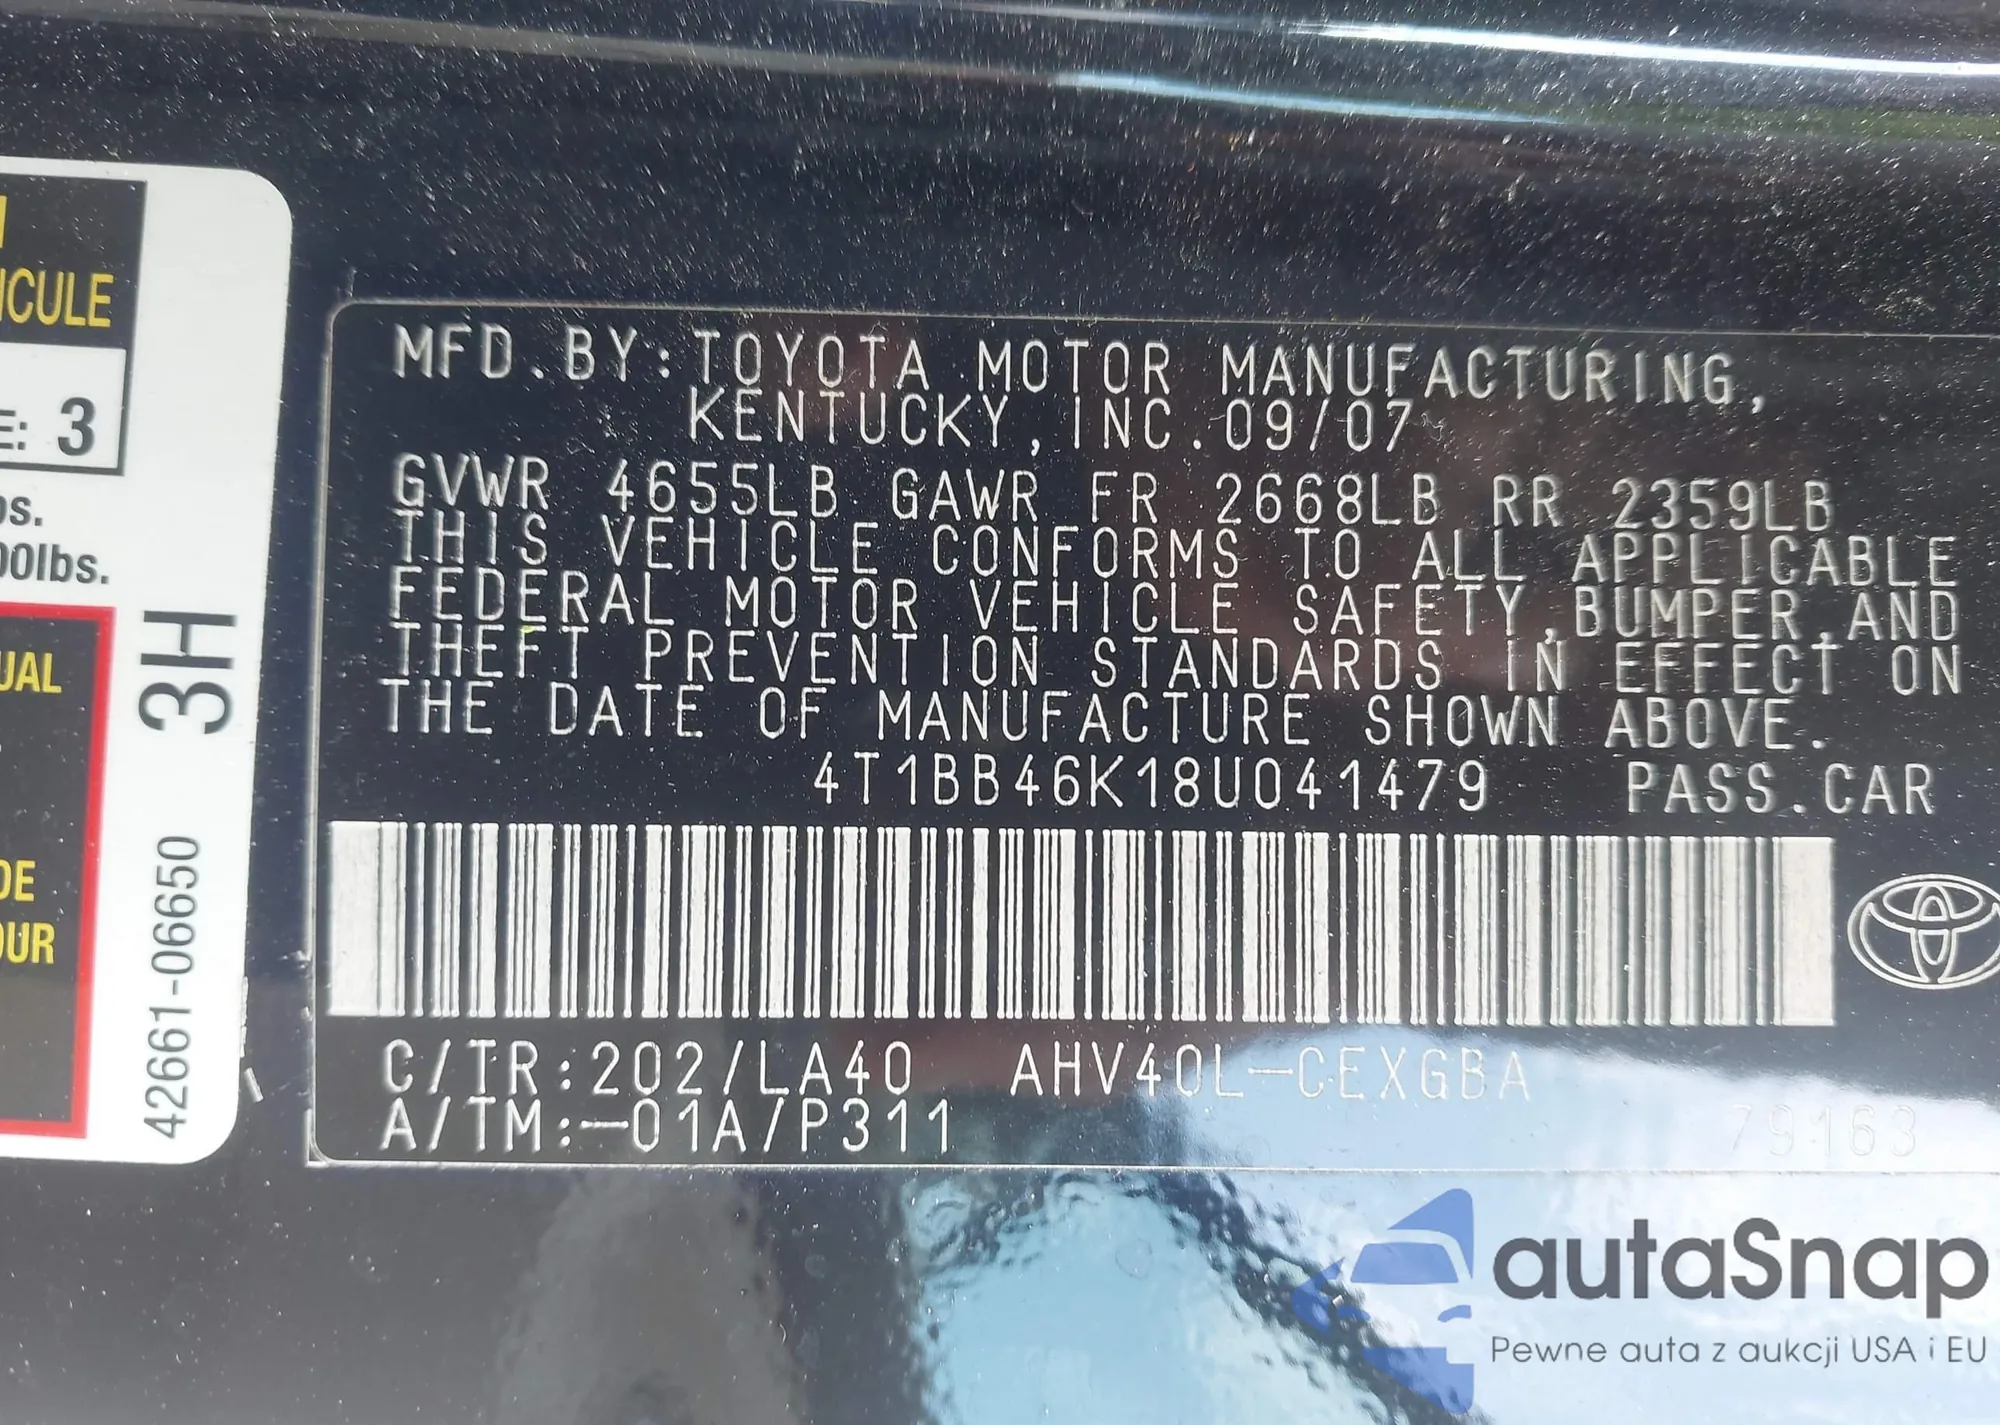 ICULE
E: 3
os.
00lbs.
UAL
DE
OUR
3H
42661-06650
MFD.BY:TOYOTA MOTOR MANUFACTURING,
KENTUCKY,INC.09/07
GVWR 4655LB GAWR FR 2668LB RR 2359LB
THIS VEHICLE CONFORMS TO ALL APPLICABLE
FEDERAL MOTOR VEHICLE SAFETY,BUMPER,AND
THEFT PREVENTION STANDARDS IN EFFECT ON
THE DATE OF MANUFACTURE SHOWN ABOVE.
4T1BB46K18U041479 PASS.CAR
C/TR:202/LA40 AHV40L-CEXGBA
A/TM:-01A/P311
79163
autaSnap
Pewne auta z aukcji USA i EU